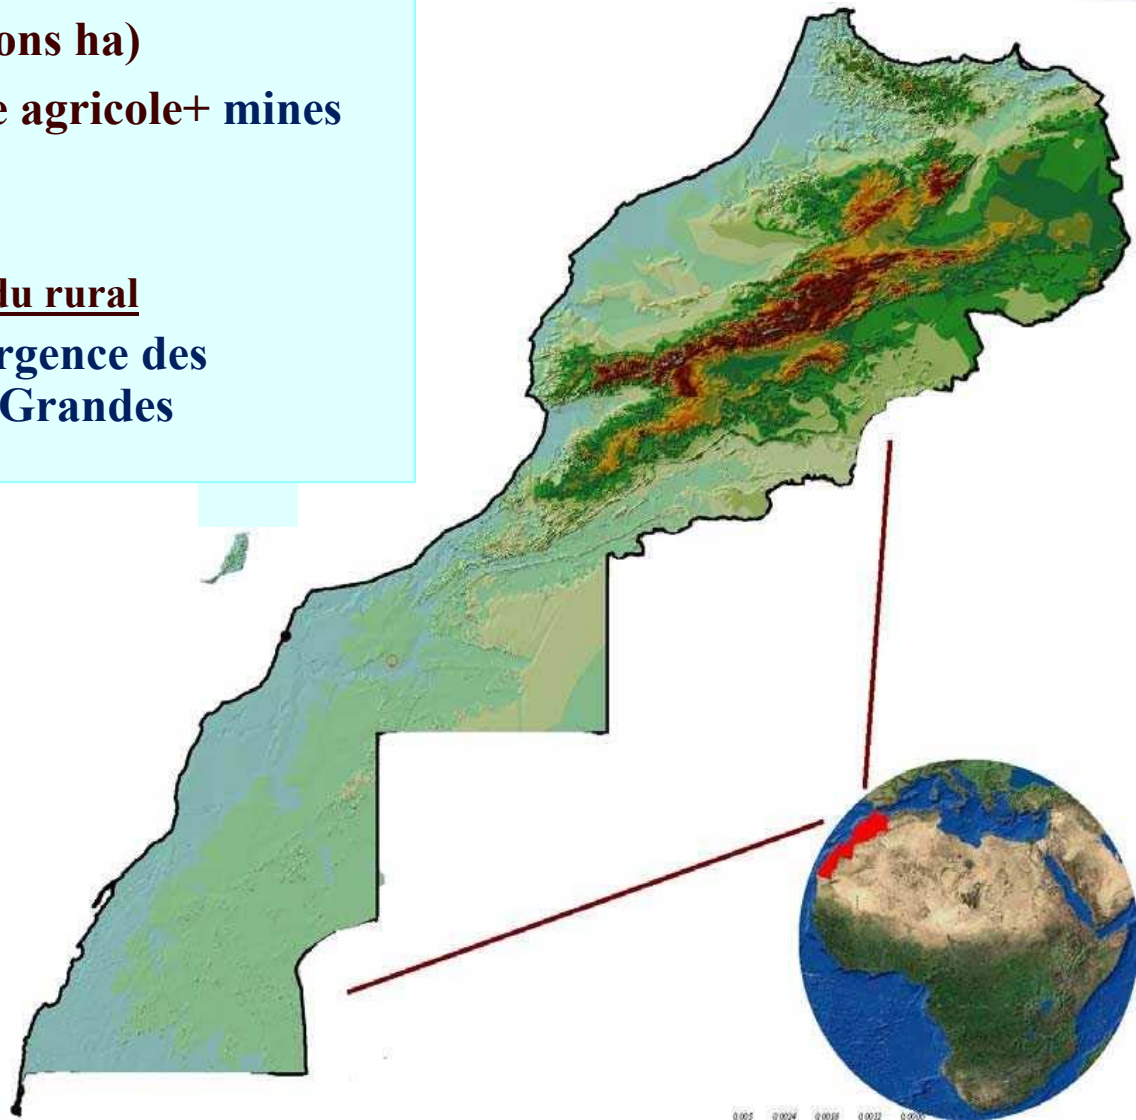 ons ha)
e agricole+ mines
du rural
rgence des
Grandes